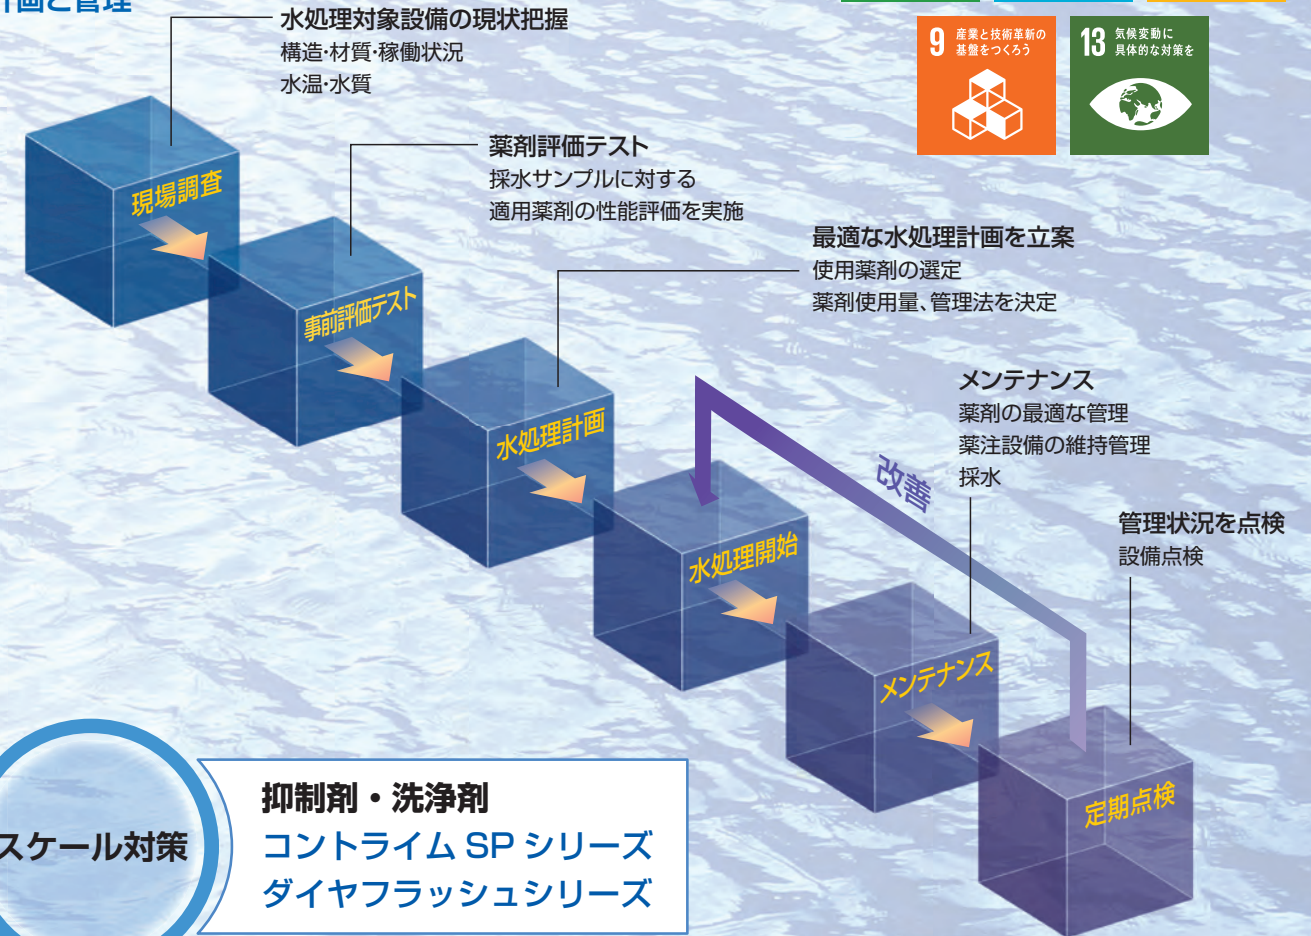 計画と管理
水処理対象設備の現状把握
構造・材質・稼働状況
水温・水質
9 産業と技術革新の
基盤をつくろう
13 気候変動に
具体的な対策を
現場調査
薬剤評価テスト
採水サンプルに対する
適用薬剤の性能評価を実施
事前評価テスト
最適な水処理計画を立案
使用薬剤の選定
薬剤使用量、管理法を決定
水処理計画
メンテナンス
薬剤の最適な管理
薬注設備の維持管理
採水
改善
水処理開始
管理状況を点検
設備点検
メンテナンス
定期点検
スケール対策
抑制剤・洗浄剤
コントライム SP シリーズ
ダイヤフラッシュシリーズ